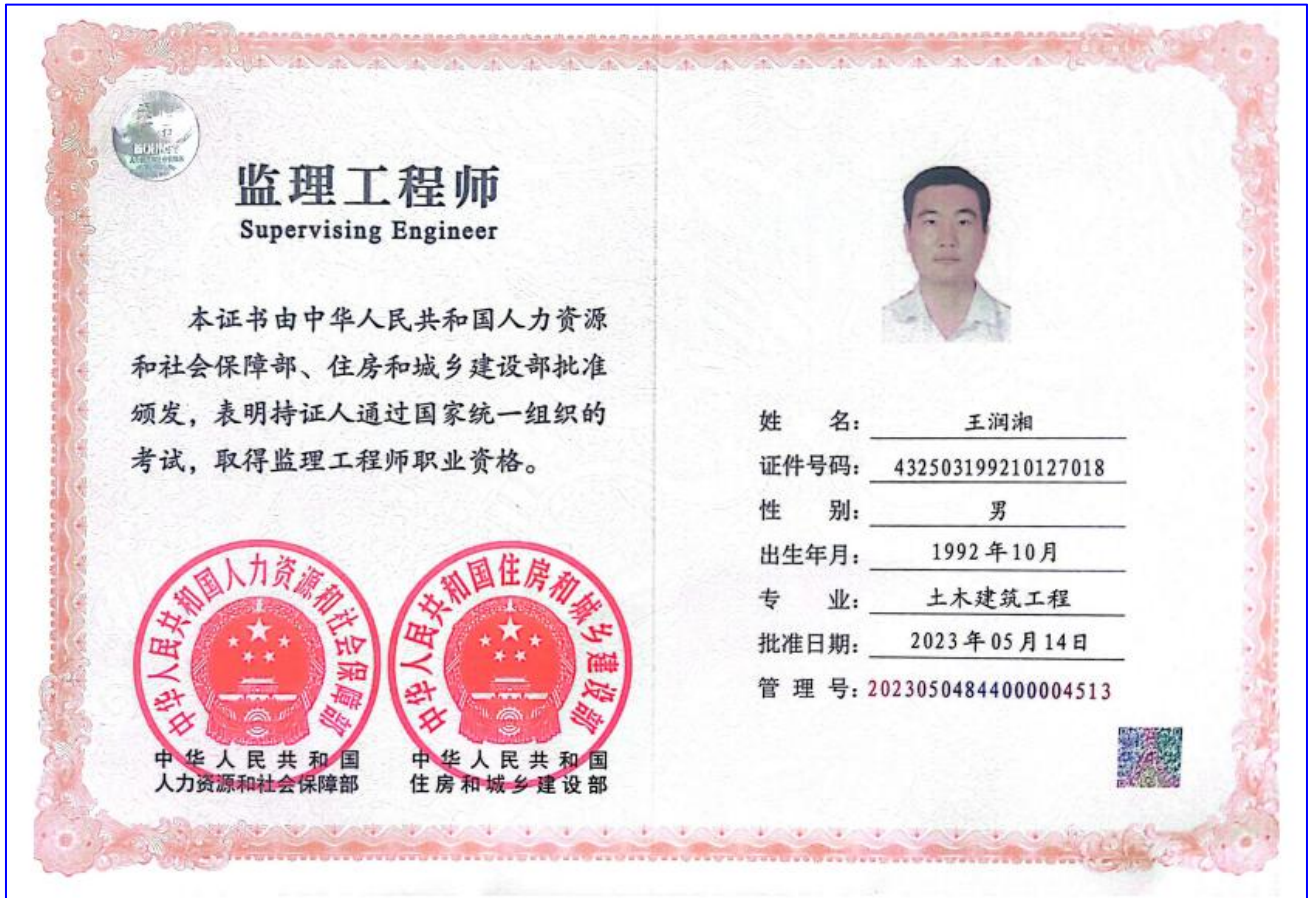 监理工程师
Supervising Engineer
本证书由中华人民共和国人力资源
和社会保障部、住房和城乡建设部批准
颁发，表明持证人通过国家统一组织的
考试，取得监理工程师职业资格。
中华人民共和国人力资源和社会保障部
中华人民共和国
人力资源和社会保障部
中华人民共和国住房和城乡建设部
中华人民共和国
住房和城乡建设部
姓 名：王润湘
证件号码：432503199210127018
性 别：男
出生年月：1992年10月
专 业：土木建筑工程
批准日期：2023年05月14日
管 理 号：20230504844000004513